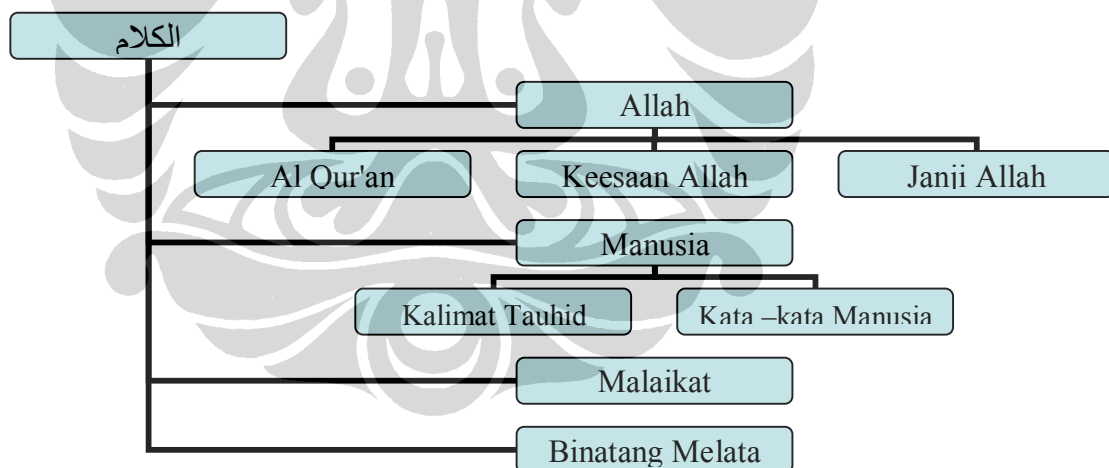 الكلام
Allah
Al Qur'an
Keesaan Allah
Janji Allah
Manusia
Kalimat Tauhid
Kata –kata Manusia
Malaikat
Binatang Melata